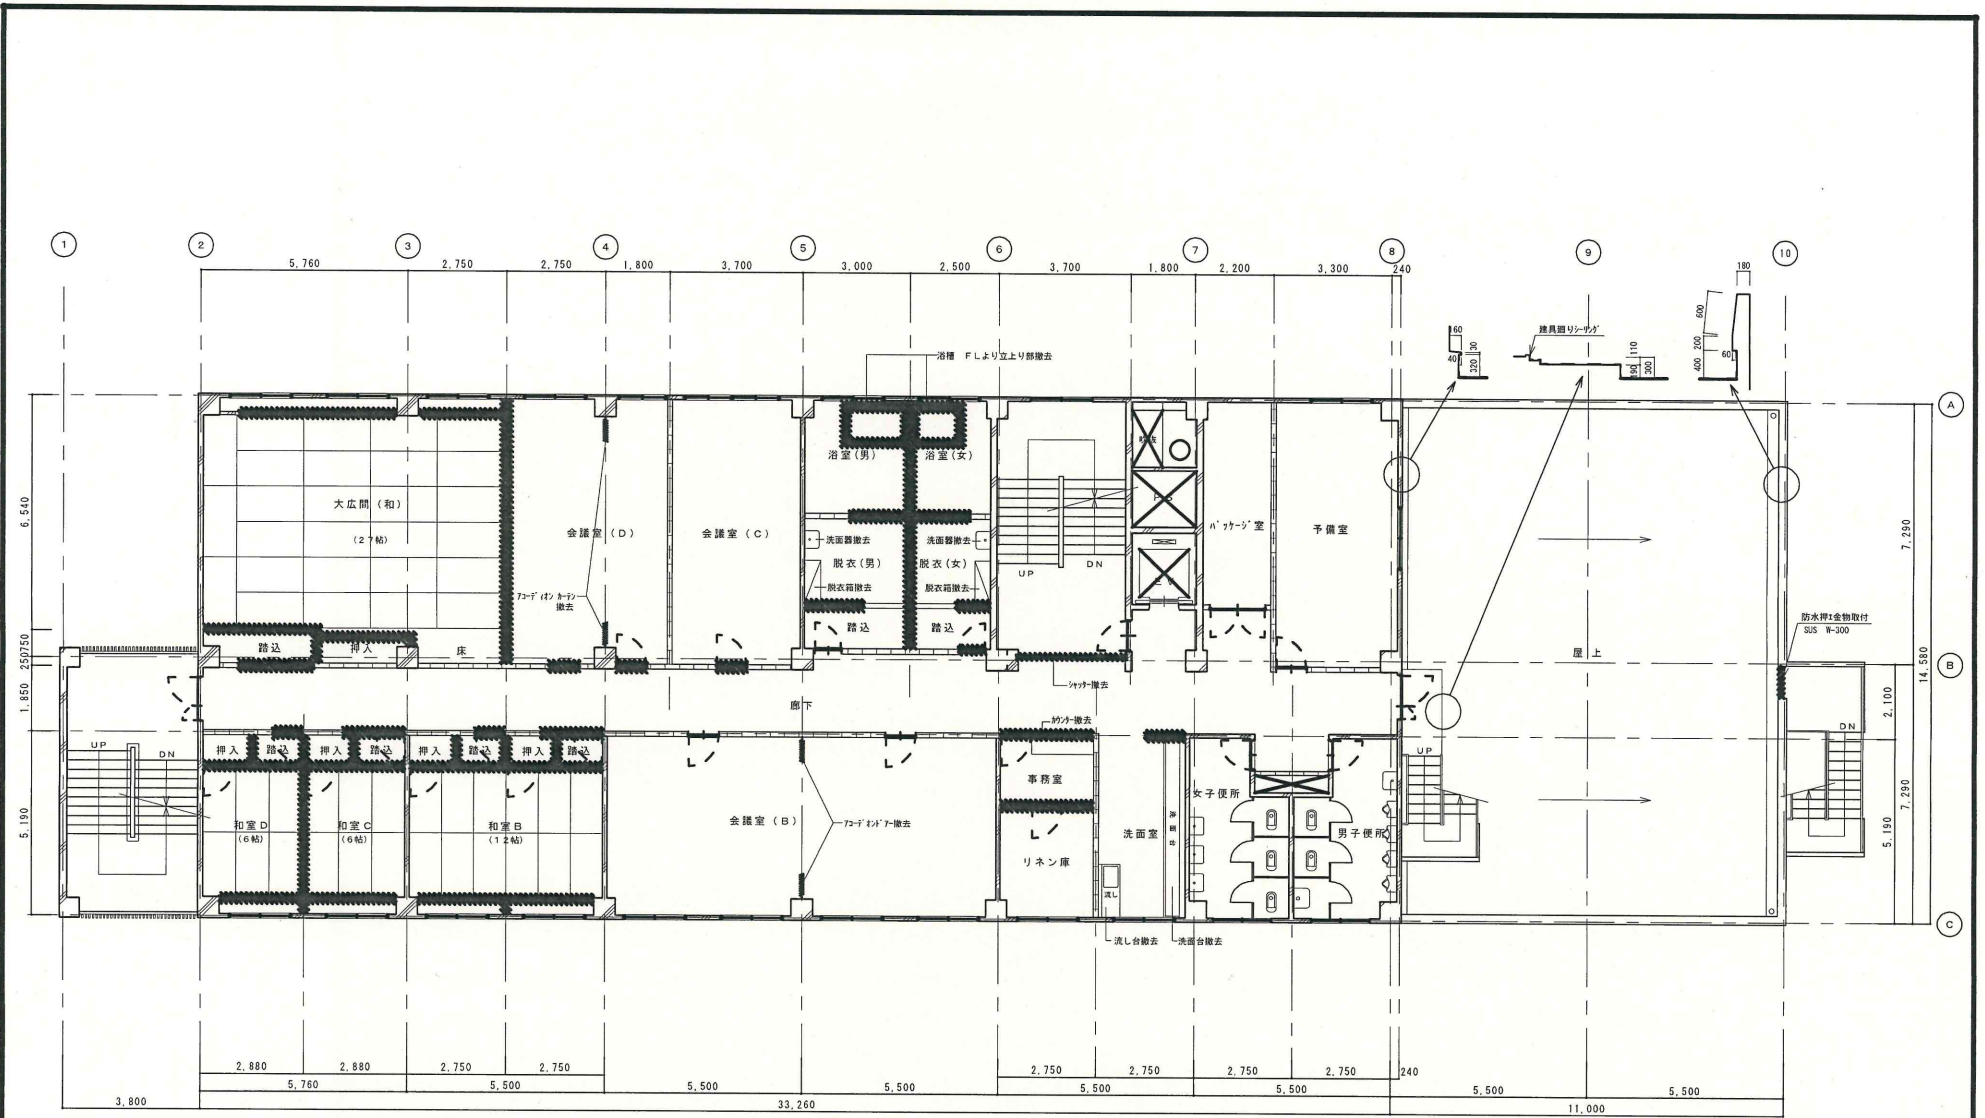 1 2 3 4 5 6 7 8 9 10
5,760 2,750 2,750 1,800 3,700 3,000 2,500 3,700 1,800 2,200 3,300 240
180
60
40
320
30
建具廻りシーリング
190
110
300
600
200
400
60
浴槽 FLより立上り部撤去
A
B
C
6,540
250
750
1,850
5,190
大広間(和)
(27帖)
会議室(D)
会議室(C)
アコーディオン カーテン
撤去
浴室(男)
浴室(女)
洗面器撤去
洗面器撤去
脱衣(男)
脱衣(女)
脱衣箱撤去
脱衣箱撤去
踏込
踏込
踏込
押入
床
UP
DN
PS
EV
パッケージ室
予備室
屋上
防水押エ金物取付
SUS W-300
7,290
14,580
2,100
7,290
5,190
シャッター撤去
廊下
カウンター撤去
UP
DN
押入
踏込
押入
踏込
押入
踏込
押入
踏込
和室D
(6帖)
和室C
(6帖)
和室B
(12帖)
会議室(B)
アコーデオンドアー撤去
事務室
リネン庫
洗面室
洗面台
流し
女子便所
男子便所
UP
DN
流し台撤去
洗面台撤去
2,880 2,880 2,750 2,750
2,750 2,750 2,750 2,750 240
5,760 5,500 5,500 5,500 5,500 5,500 5,500 5,500
3,800 33,260 11,000